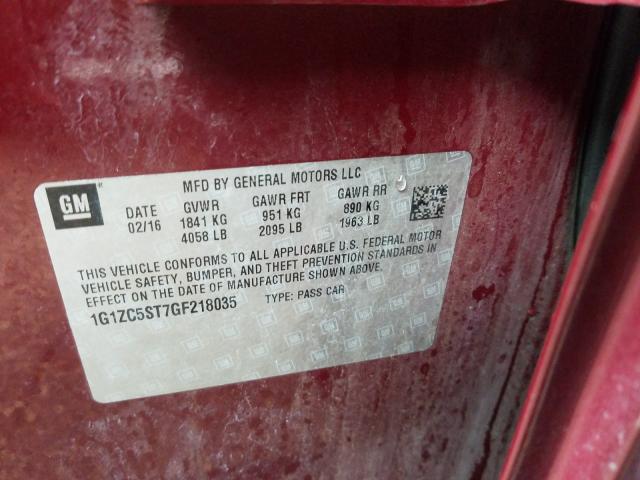 GM
MFD BY GENERAL MOTORS LLC
DATE GVWR GAWR FRT GAWR RR
02/16 1841 KG 951 KG 890 KG
4058 LB 2095 LB 1963 LB
THIS VEHICLE CONFORMS TO ALL APPLICABLE U.S. FEDERAL MOTOR
VEHICLE SAFETY, BUMPER, AND THEFT PREVENTION STANDARDS IN
EFFECT ON THE DATE OF MANUFACTURE SHOWN ABOVE.
1G1ZC5ST7GF218035 TYPE: PASS CAR